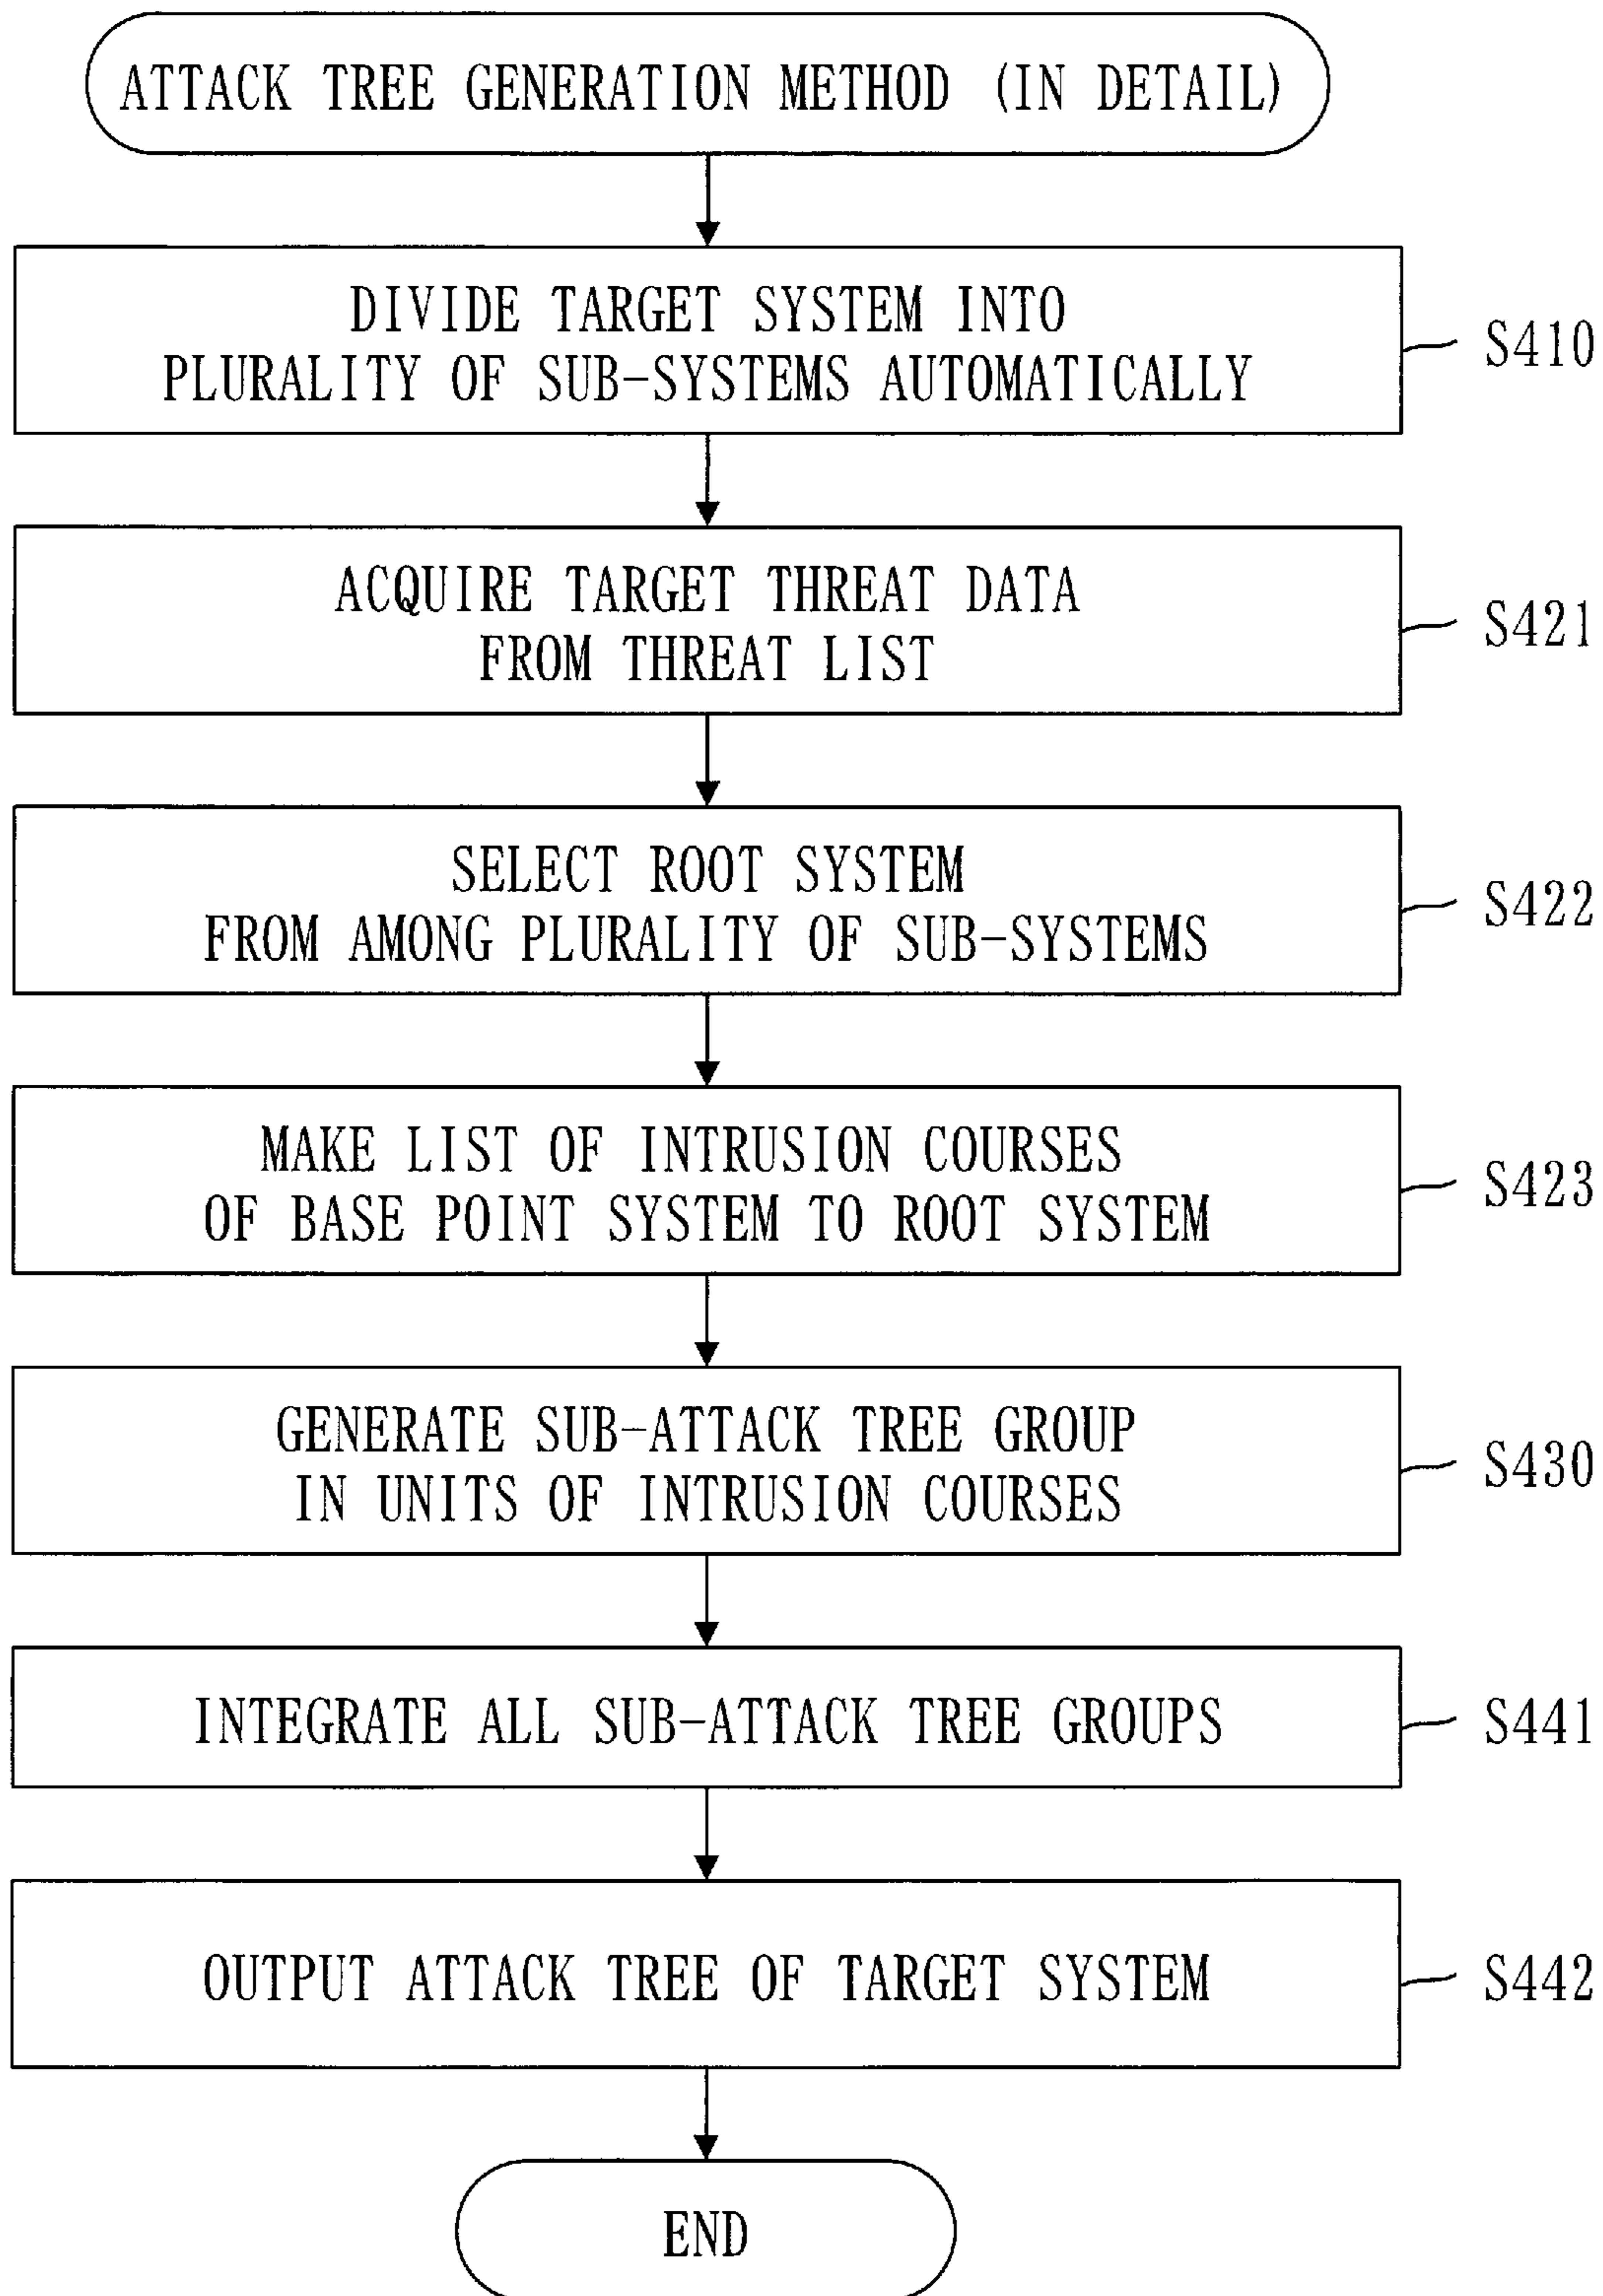 ATTACK TREE GENERATION METHOD (IN DETAIL)
DIVIDE TARGET SYSTEM INTO
PLURALITY OF SUB-SYSTEMS AUTOMATICALLY
S410
ACQUIRE TARGET THREAT DATA
FROM THREAT LIST
S421
SELECT ROOT SYSTEM
FROM AMONG PLURALITY OF SUB-SYSTEMS
S422
MAKE LIST OF INTRUSION COURSES
OF BASE POINT SYSTEM TO ROOT SYSTEM
S423
GENERATE SUB-ATTACK TREE GROUP
IN UNITS OF INTRUSION COURSES
S430
INTEGRATE ALL SUB-ATTACK TREE GROUPS
S441
OUTPUT ATTACK TREE OF TARGET SYSTEM
S442
END